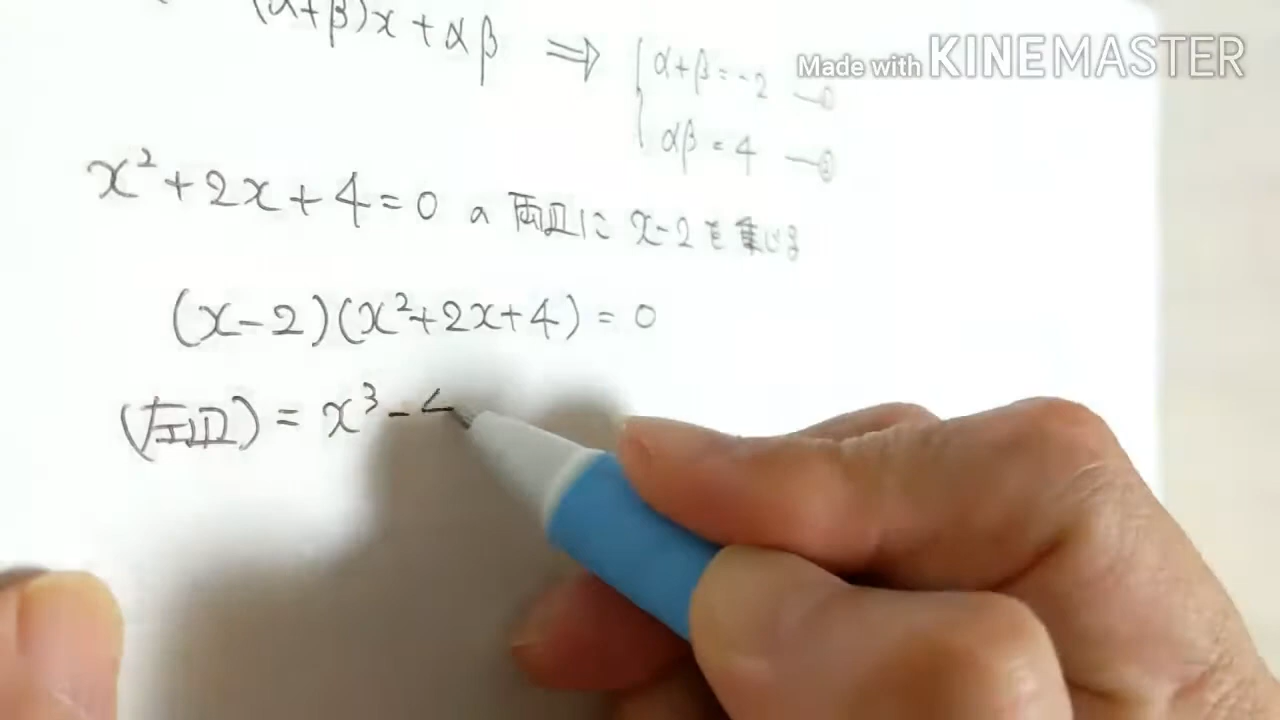 (α+β)x+αβ ⇒ { α+β=-2 —①
αβ=4 —②
Made with KINEMASTER
x²+2x+4=0 の 両辺に x-2を乗じる
(x-2)(x²+2x+4)=0
(左辺)=x³-